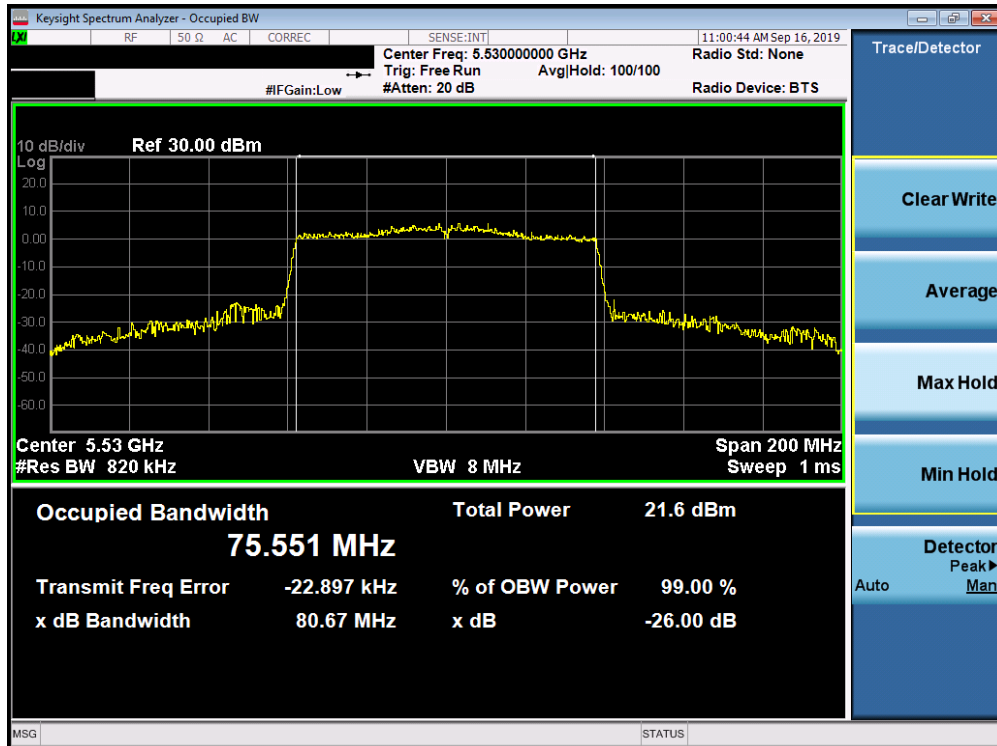 Keysight Spectrum Analyzer - Occupied BW
LXI RF 50 Ω AC CORREC SENSE:INT 11:00:44 AM Sep 16, 2019
Center Freq: 5.530000000 GHz Radio Std: None
Trig: Free Run Avg|Hold: 100/100
#IFGain:Low #Atten: 20 dB Radio Device: BTS
Trace/Detector
10 dB/div Ref 30.00 dBm
Log
20.0
10.0
0.00
-10.0
-20.0
-30.0
-40.0
-50.0
-60.0
Center 5.53 GHz Span 200 MHz
#Res BW 820 kHz VBW 8 MHz Sweep 1 ms
Clear Write
Average
Max Hold
Min Hold
Detector
Peak▶
Auto Man
Occupied Bandwidth Total Power 21.6 dBm
75.551 MHz
Transmit Freq Error -22.897 kHz % of OBW Power 99.00 %
x dB Bandwidth 80.67 MHz x dB -26.00 dB
MSG STATUS